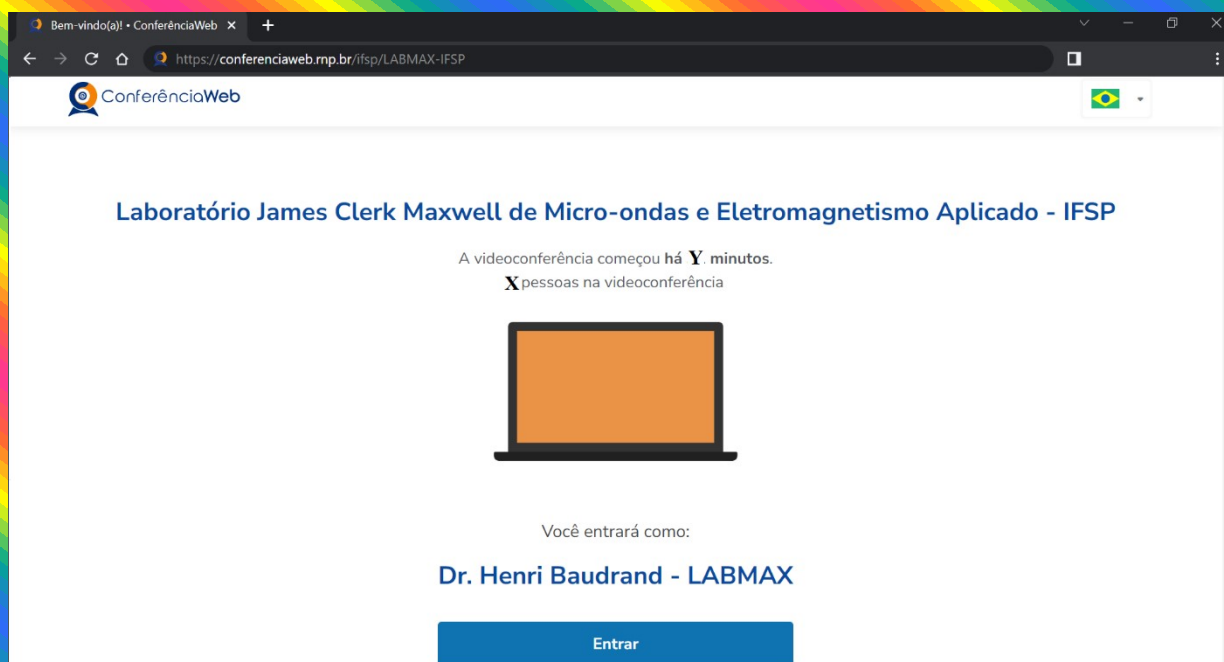 Bem-vindo(a)! • ConferênciaWeb
https://conferenciaweb.rnp.br/ifsp/LABMAX-IFSP
ConferênciaWeb
Laboratório James Clerk Maxwell de Micro-ondas e Eletromagnetismo Aplicado - IFSP
A videoconferência começou há Y. minutos.
X pessoas na videoconferência
Você entrará como:
Dr. Henri Baudrand - LABMAX
Entrar